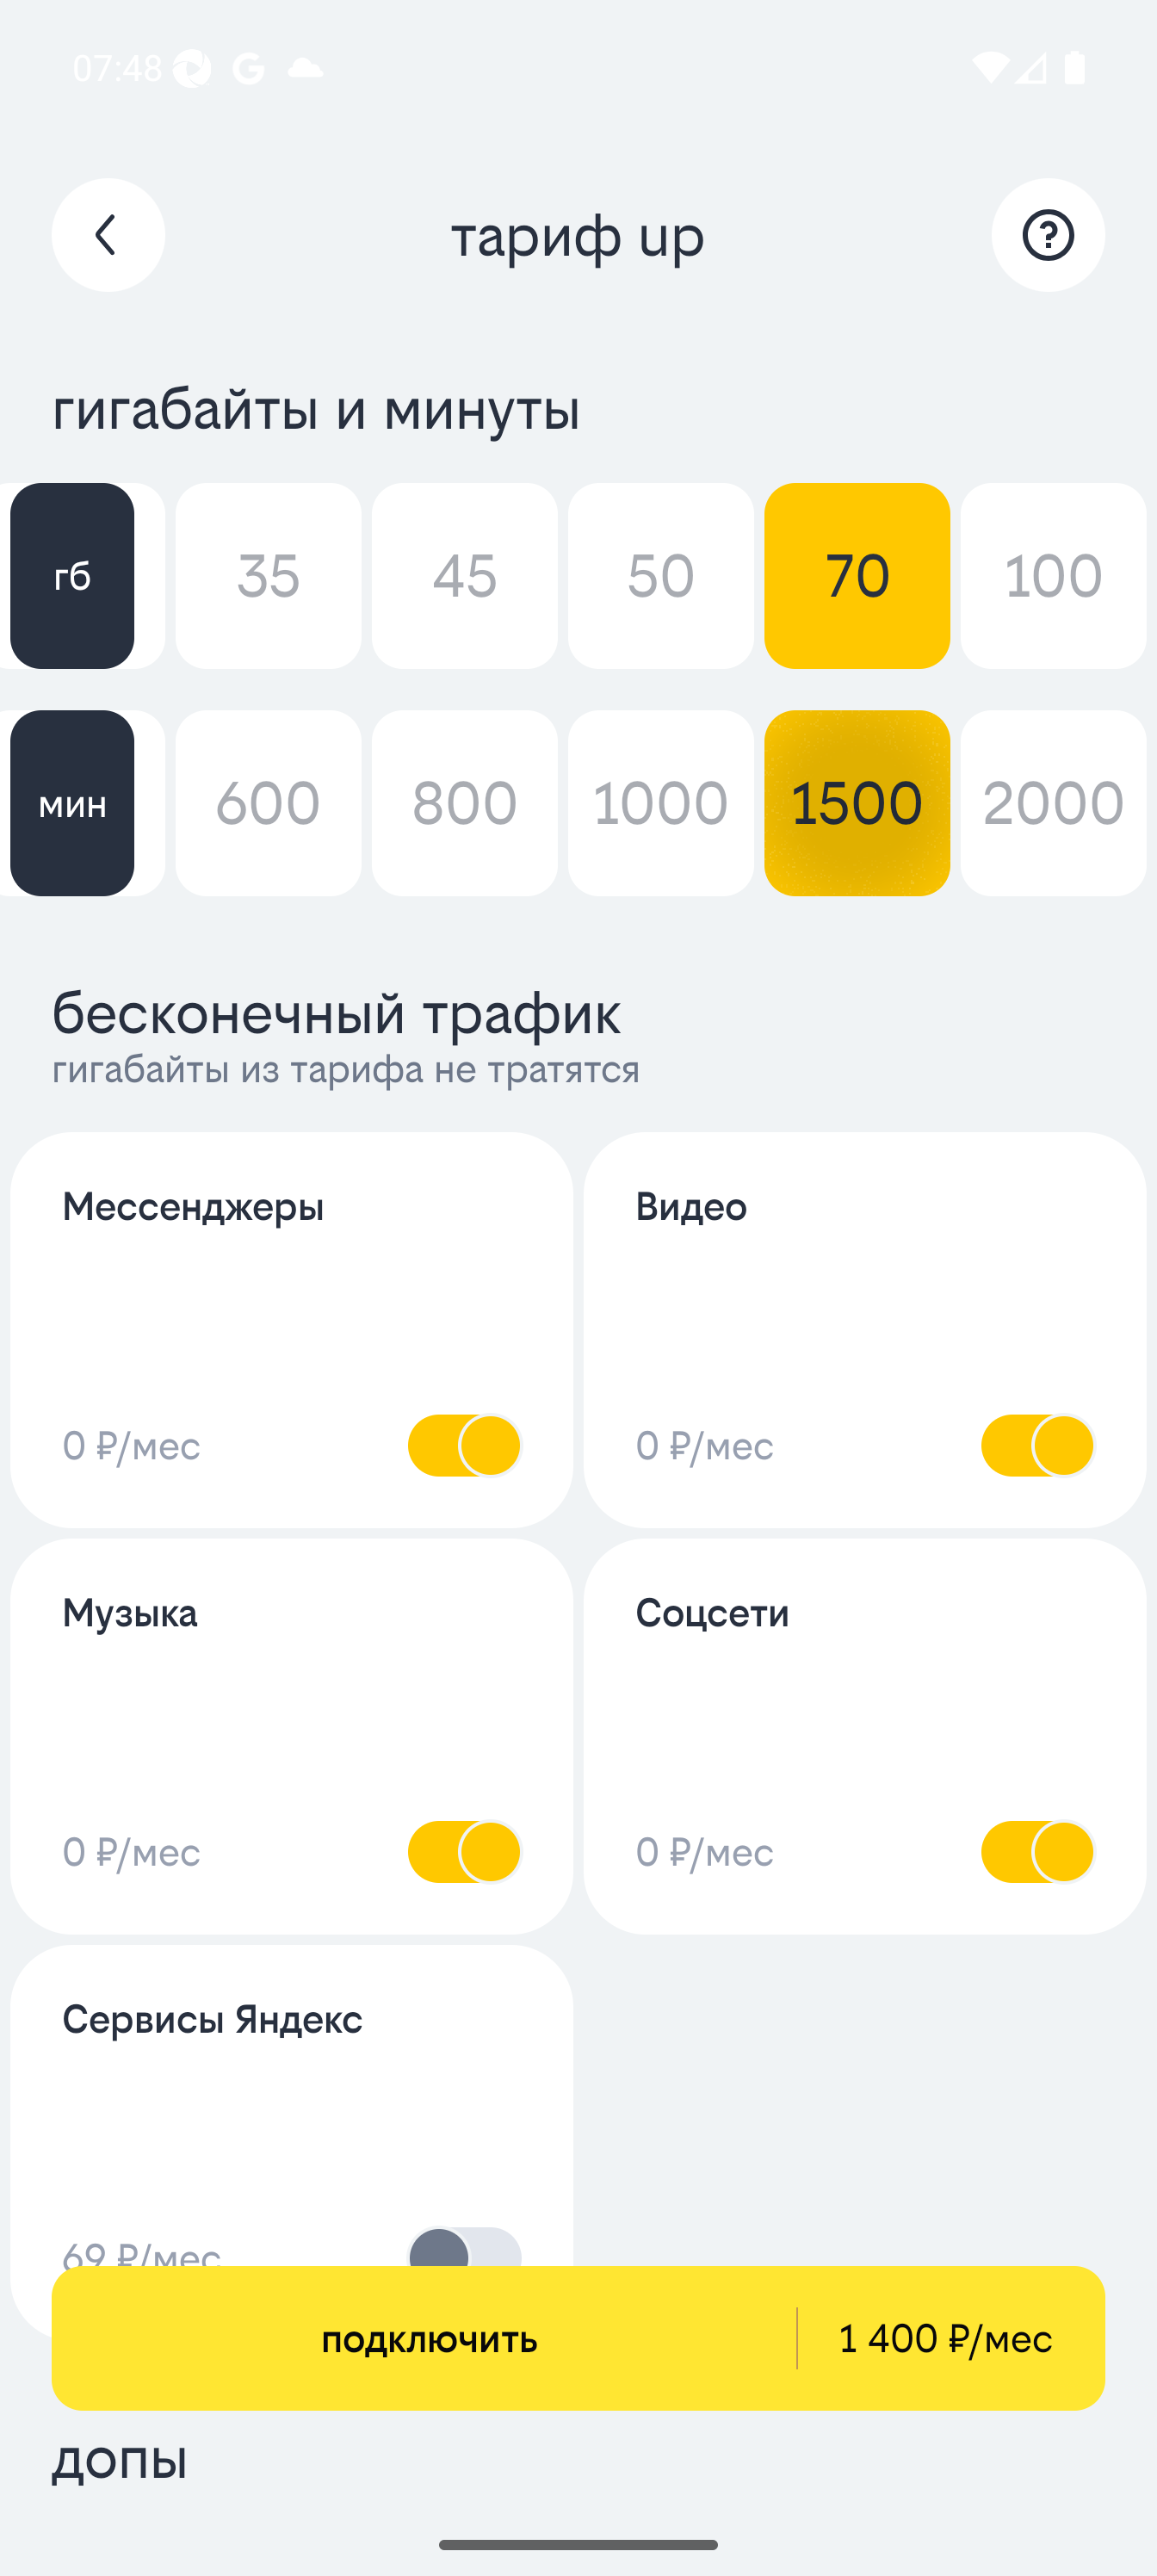 07:48
тариф up
гигабайты и минуты
гб 35 45 50 70 100
мин 600 800 1000 1500 2000
бесконечный трафик
гигабайты из тарифа не тратятся
Мессенджеры
0 ₽/мес
Видео
0 ₽/мес
Музыка
0 ₽/мес
Соцсети
0 ₽/мес
Сервисы Яндекс
69 ₽/мес
подключить 1 400 ₽/мес
допы